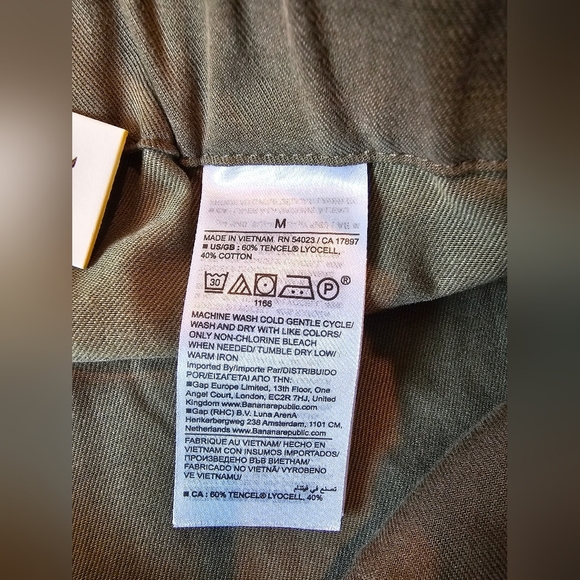 M
MADE IN VIETNAM RN 54023 / CA 17897
■ US/GB : 60% TENCEL® LYOCELL,
40% COTTON
30 P ®
1166
MACHINE WASH COLD GENTLE CYCLE/
WASH AND DRY WITH LIKE COLORS/
ONLY NON-CHLORINE BLEACH
WHEN NEEDED/ TUMBLE DRY LOW/
WARM IRON
Imported By/Importe Par/DISTRIBUIDO
POR/ΕΙΣΑΓΕΤΑΙ ΑΠΟ ΤΗΝ:
■Gap Europe Limited, 13th Floor, One
Angel Court, London, EC2R 7HJ, United
Kingdom www.Bananarepublic.com
■Gap (RHC) B.V. Luna ArenA
Herikerbergweg 238 Amsterdam, 1101 CM,
Netherlands www.Bananarepublic.com
FABRIQUE AU VIETNAM/ HECHO EN
VIETNAM CON INSUMOS IMPORTADOS/
ПРОИЗВЕДЕНО ВЪВ ВИЕТНАМ/
FABRICADO NO VIETNÃ/ VYROBENO
VE VIETNAMU/
تصنع في فيتنام
■ CA : 60% TENCEL® LYOCELL, 40%